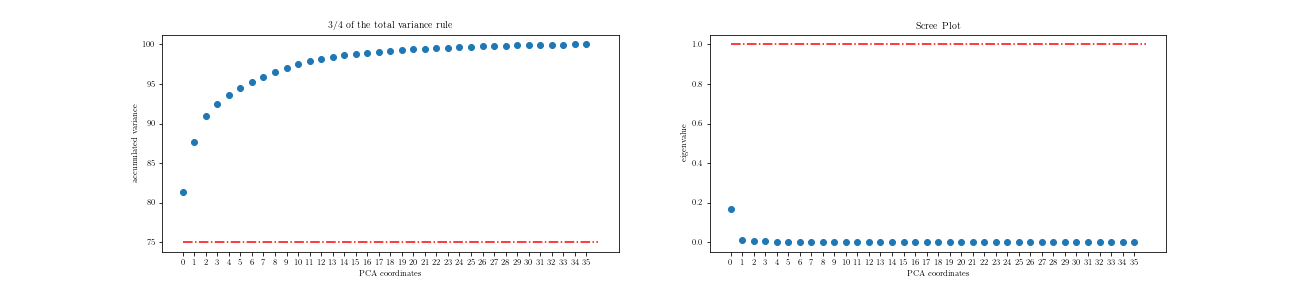 3/4 of the total variance rule
100
95
90
85
80
75
accumulated variance
0 1 2 3 4 5 6 7 8 9 10 11 12 13 14 15 16 17 18 19 20 21 22 23 24 25 26 27 28 29 30 31 32 33 34 35
PCA coordinates
Scree Plot
1.0
0.8
0.6
0.4
0.2
0.0
eigenvalue
0 1 2 3 4 5 6 7 8 9 10 11 12 13 14 15 16 17 18 19 20 21 22 23 24 25 26 27 28 29 30 31 32 33 34 35
PCA coordinates